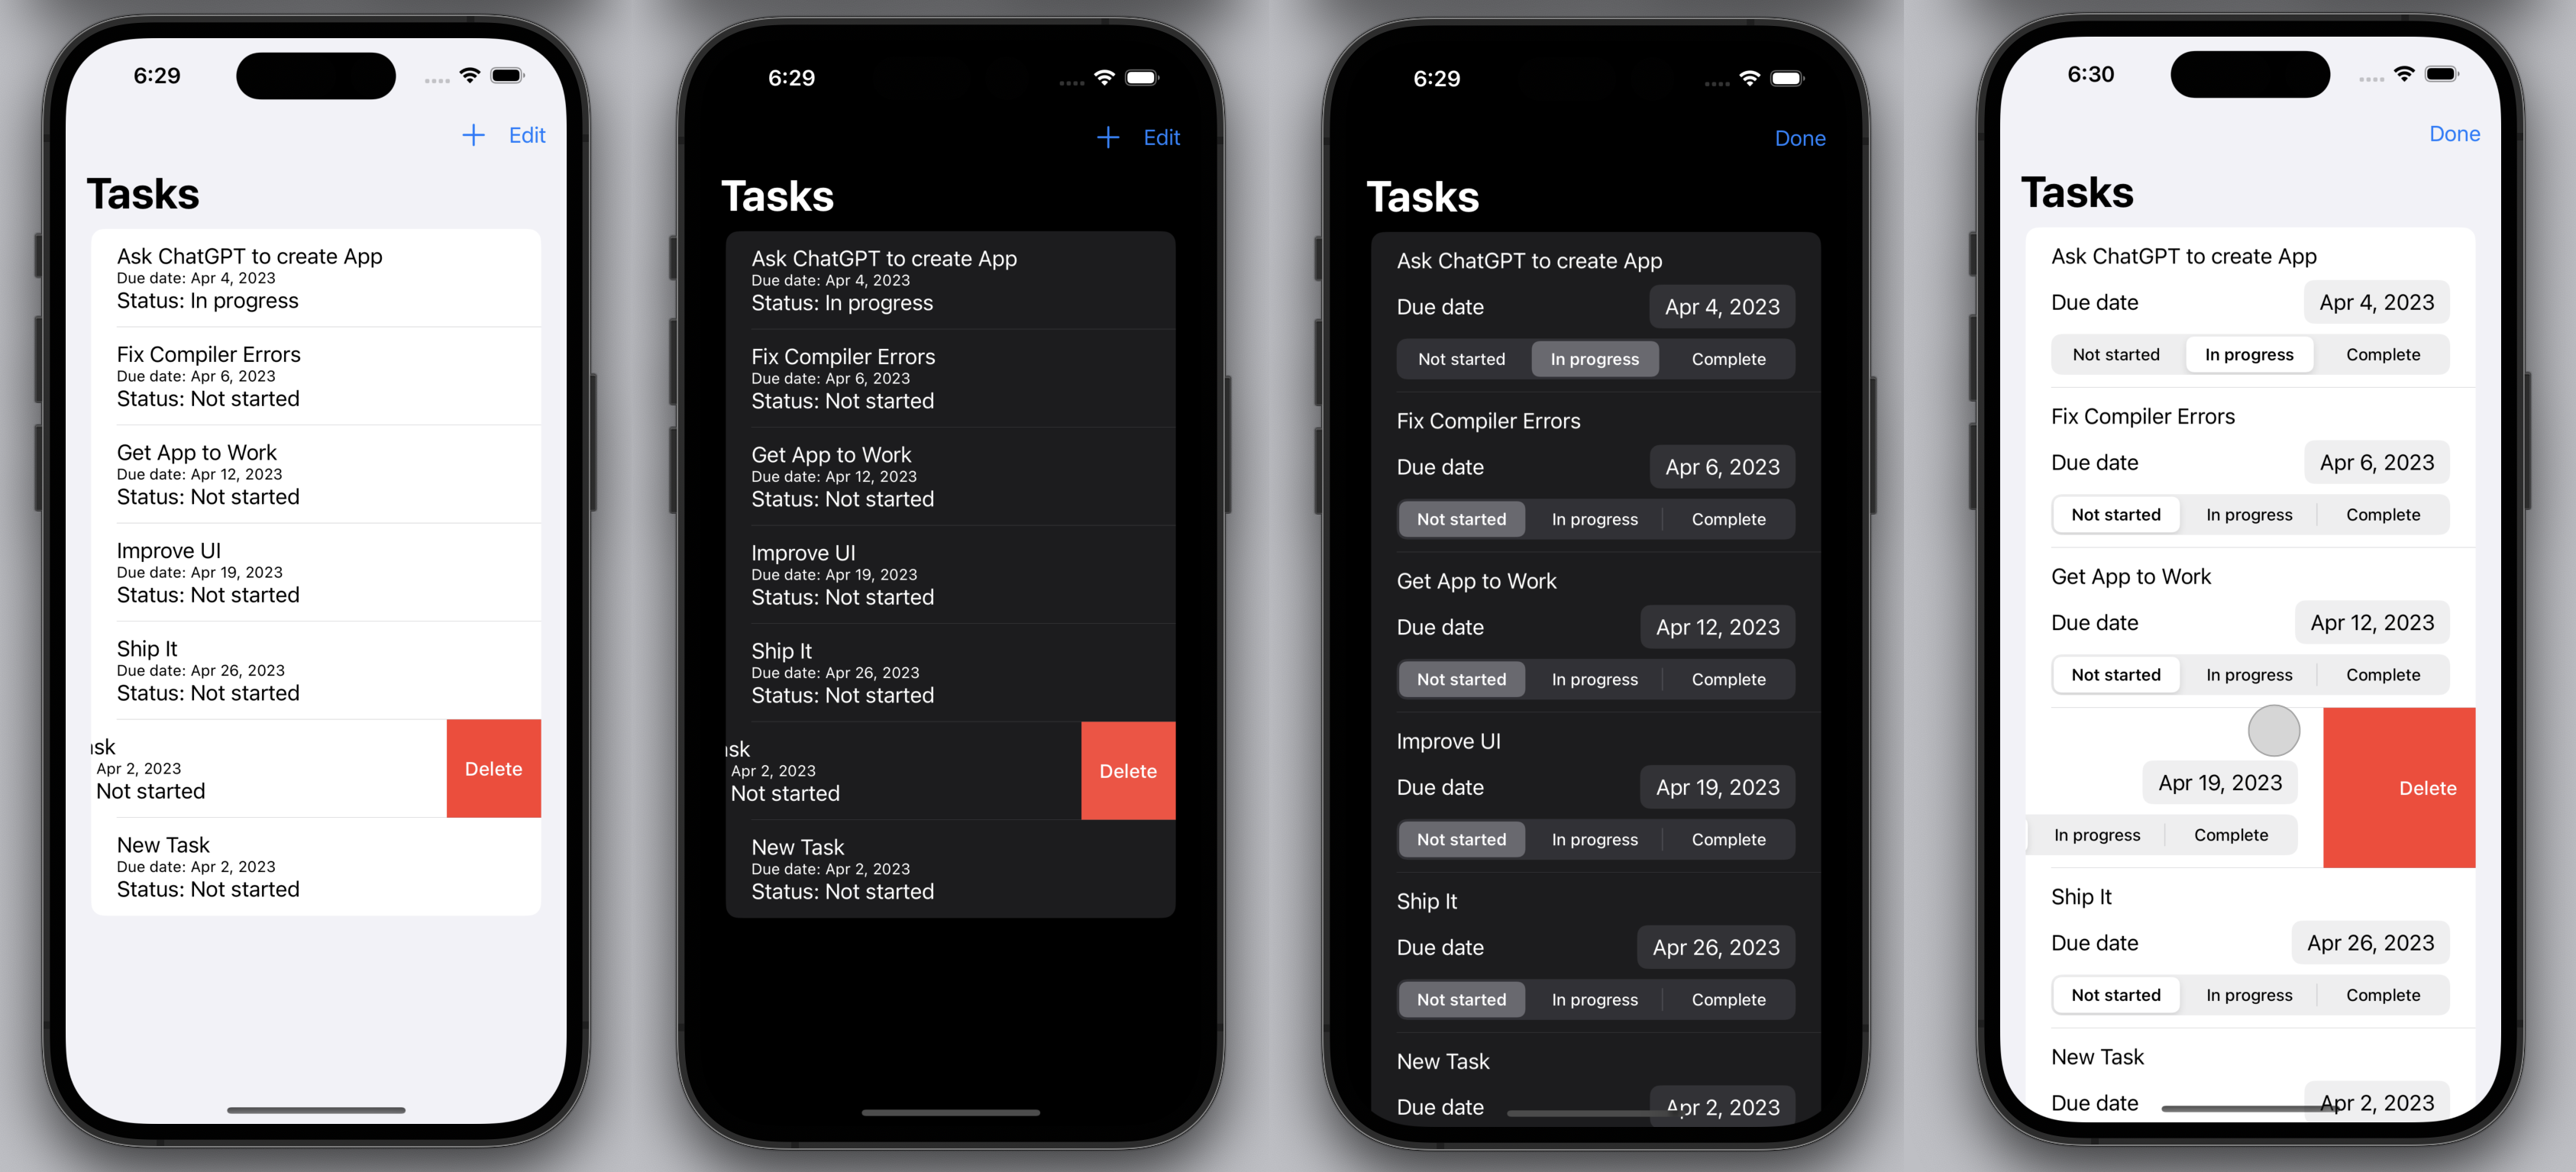 6:29
Edit
Tasks
Ask ChatGPT to create App
Due date: Apr 4, 2023
Status: In progress
Fix Compiler Errors
Due date: Apr 6, 2023
Status: Not started
Get App to Work
Due date: Apr 12, 2023
Status: Not started
Improve UI
Due date: Apr 19, 2023
Status: Not started
Ship It
Due date: Apr 26, 2023
Status: Not started
ask
Apr 2, 2023
Not started
Delete
New Task
Due date: Apr 2, 2023
Status: Not started
6:29
Edit
Tasks
Ask ChatGPT to create App
Due date: Apr 4, 2023
Status: In progress
Fix Compiler Errors
Due date: Apr 6, 2023
Status: Not started
Get App to Work
Due date: Apr 12, 2023
Status: Not started
Improve UI
Due date: Apr 19, 2023
Status: Not started
Ship It
Due date: Apr 26, 2023
Status: Not started
ask
Apr 2, 2023
Not started
Delete
New Task
Due date: Apr 2, 2023
Status: Not started
6:29
Done
Tasks
Ask ChatGPT to create App
Due date Apr 4, 2023
Not started In progress Complete
Fix Compiler Errors
Due date Apr 6, 2023
Not started In progress Complete
Get App to Work
Due date Apr 12, 2023
Not started In progress Complete
Improve UI
Due date Apr 19, 2023
Not started In progress Complete
Ship It
Due date Apr 26, 2023
Not started In progress Complete
New Task
Due date Apr 2, 2023
6:30
Done
Tasks
Ask ChatGPT to create App
Due date Apr 4, 2023
Not started In progress Complete
Fix Compiler Errors
Due date Apr 6, 2023
Not started In progress Complete
Get App to Work
Due date Apr 12, 2023
Not started In progress Complete
Apr 19, 2023
Delete
In progress Complete
Ship It
Due date Apr 26, 2023
Not started In progress Complete
New Task
Due date Apr 2, 2023